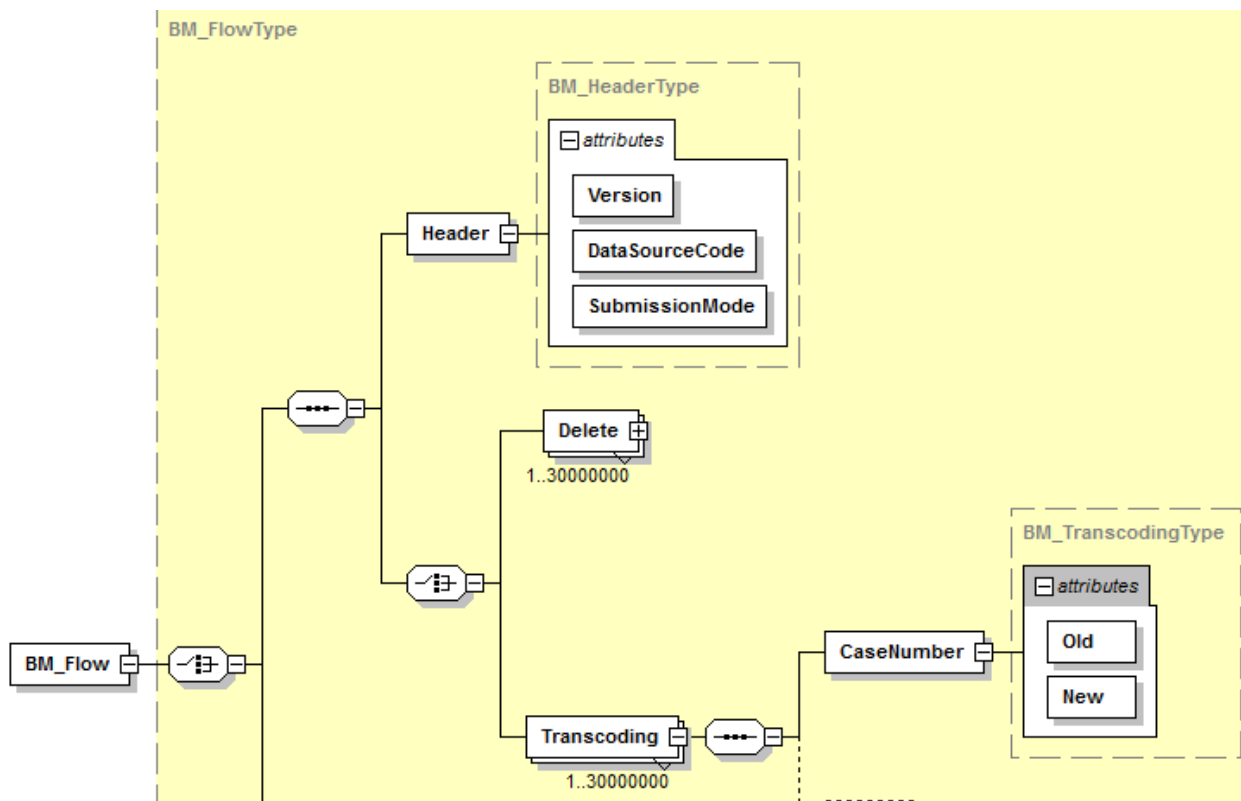 BM_FlowType
BM_HeaderType
attributes
Version
Header
DataSourceCode
SubmissionMode
Delete
1..30000000
BM_TranscodingType
attributes
Old
CaseNumber
BM_Flow
New
Transcoding
1..30000000